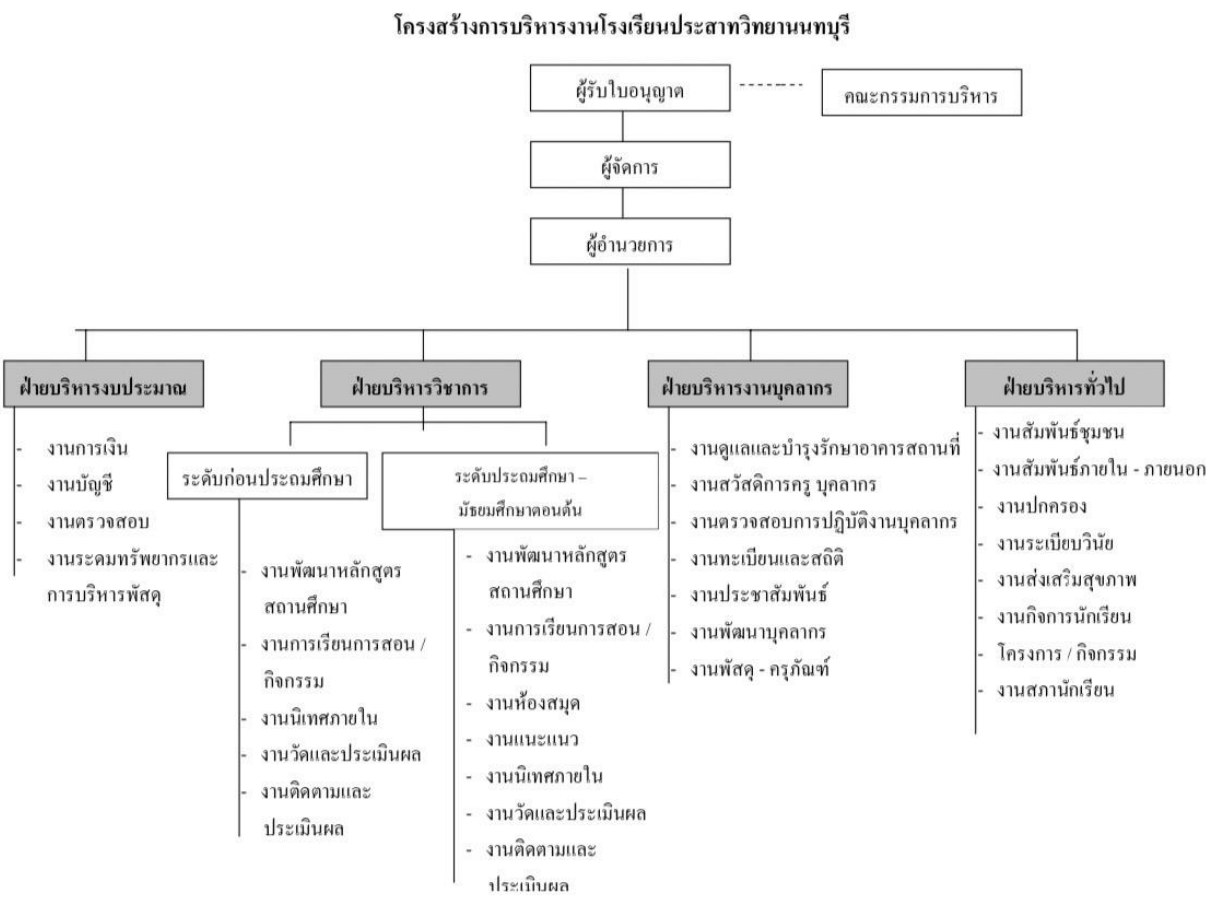 โครงสร้างการบริหารงานโรงเรียนประสาทวิทยานนทบุรี
ผู้รับใบอนุญาต
คณะกรรมการบริหาร
ผู้จัดการ
ผู้อำนวยการ
ฝ่ายบริหารงบประมาณ
- งานการเงิน
- งานบัญชี
- งานตรวจสอบ
- งานระดมทรัพยากรและ
การบริหารพัสดุ
ฝ่ายบริหารวิชาการ
ระดับก่อนประถมศึกษา
- งานพัฒนาหลักสูตร
สถานศึกษา
- งานการเรียนการสอน /
กิจกรรม
- งานนิเทศภายใน
- งานวัดและประเมินผล
- งานติดตามและ
ประเมินผล
ระดับประถมศึกษา –
มัธยมศึกษาตอนต้น
- งานพัฒนาหลักสูตร
สถานศึกษา
- งานการเรียนการสอน /
กิจกรรม
- งานห้องสมุด
- งานแนะแนว
- งานนิเทศภายใน
- งานวัดและประเมินผล
- งานติดตามและ
ประเมินผล
ฝ่ายบริหารงานบุคลากร
- งานดูแลและบำรุงรักษาอาคารสถานที่
- งานสวัสดิการครู บุคลากร
- งานตรวจสอบการปฏิบัติงานบุคลากร
- งานทะเบียนและสถิติ
- งานประชาสัมพันธ์
- งานพัฒนาบุคลากร
- งานพัสดุ - ครุภัณฑ์
ฝ่ายบริหารทั่วไป
- งานสัมพันธ์ชุมชน
- งานสัมพันธ์ภายใน - ภายนอก
- งานปกครอง
- งานระเบียบวินัย
- งานส่งเสริมสุขภาพ
- งานกิจการนักเรียน
- โครงการ / กิจกรรม
- งานสภานักเรียน